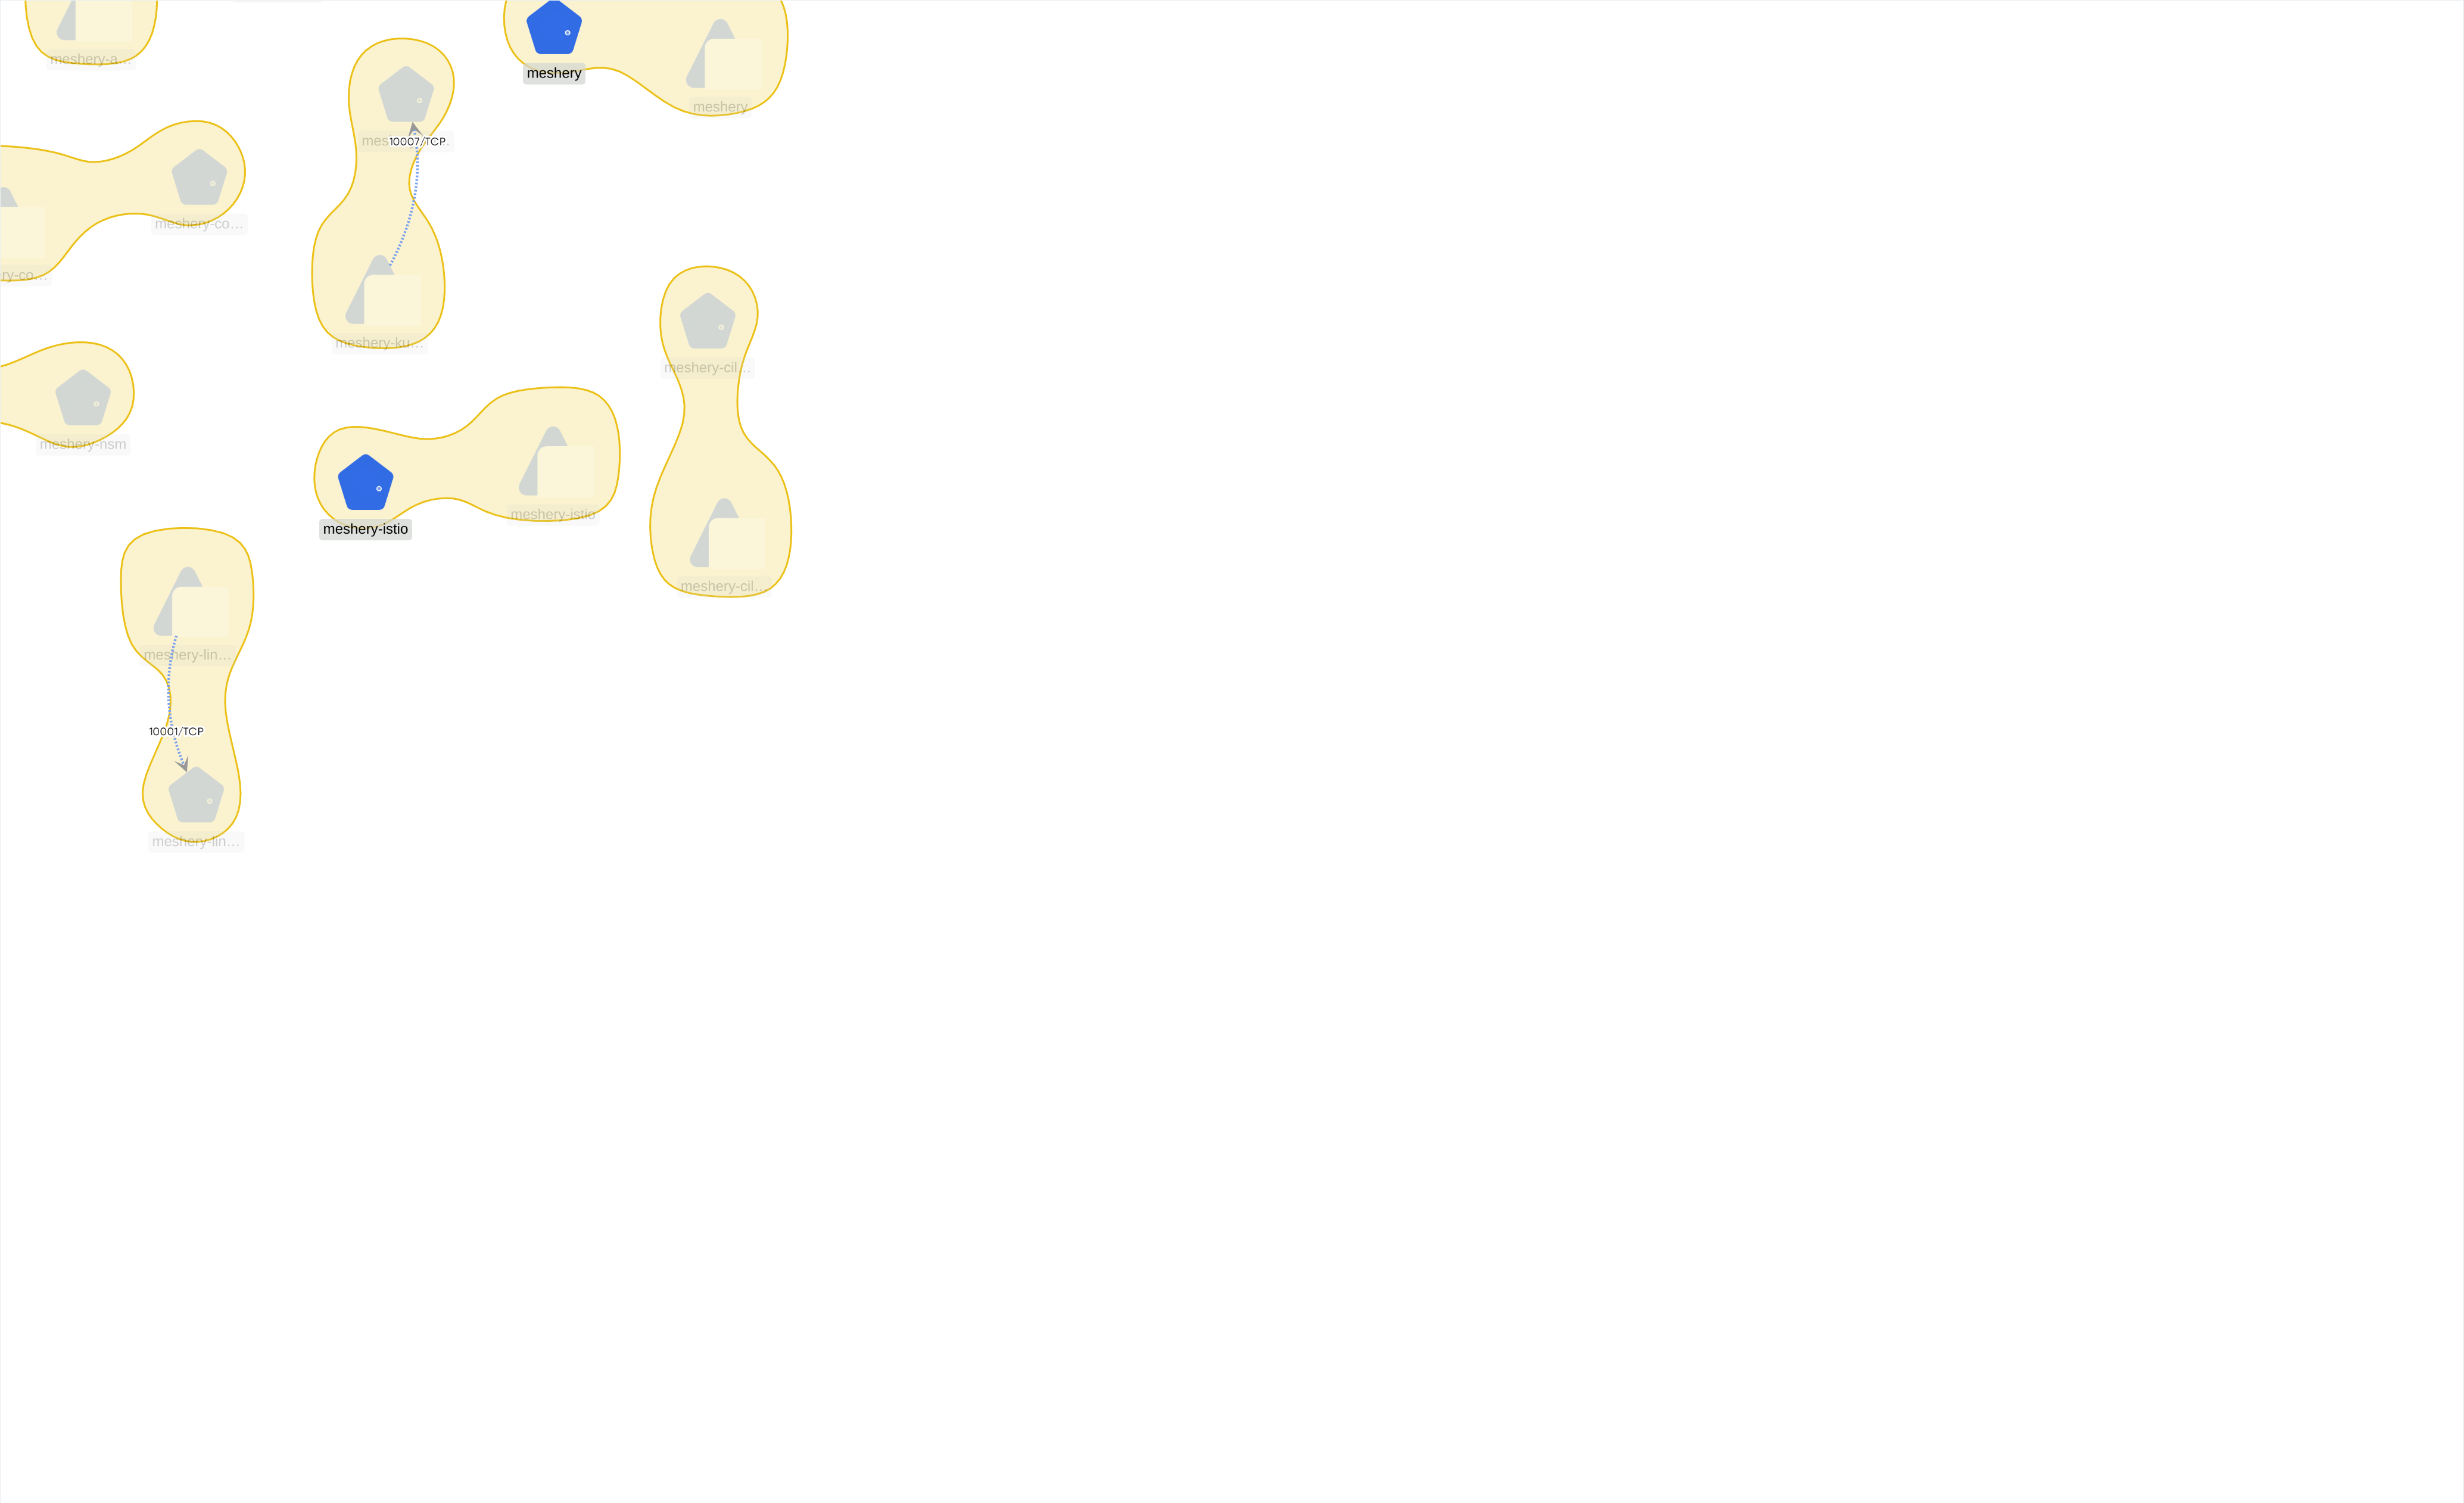 meshery-a...
meshery
meshery
10007/TCP
meshery-co...
ry-co...
meshery-ku...
meshery-cil...
meshery-nsm
meshery-istio
meshery-istio
meshery-cil...
meshery-lin...
10001/TCP
meshery-lin...